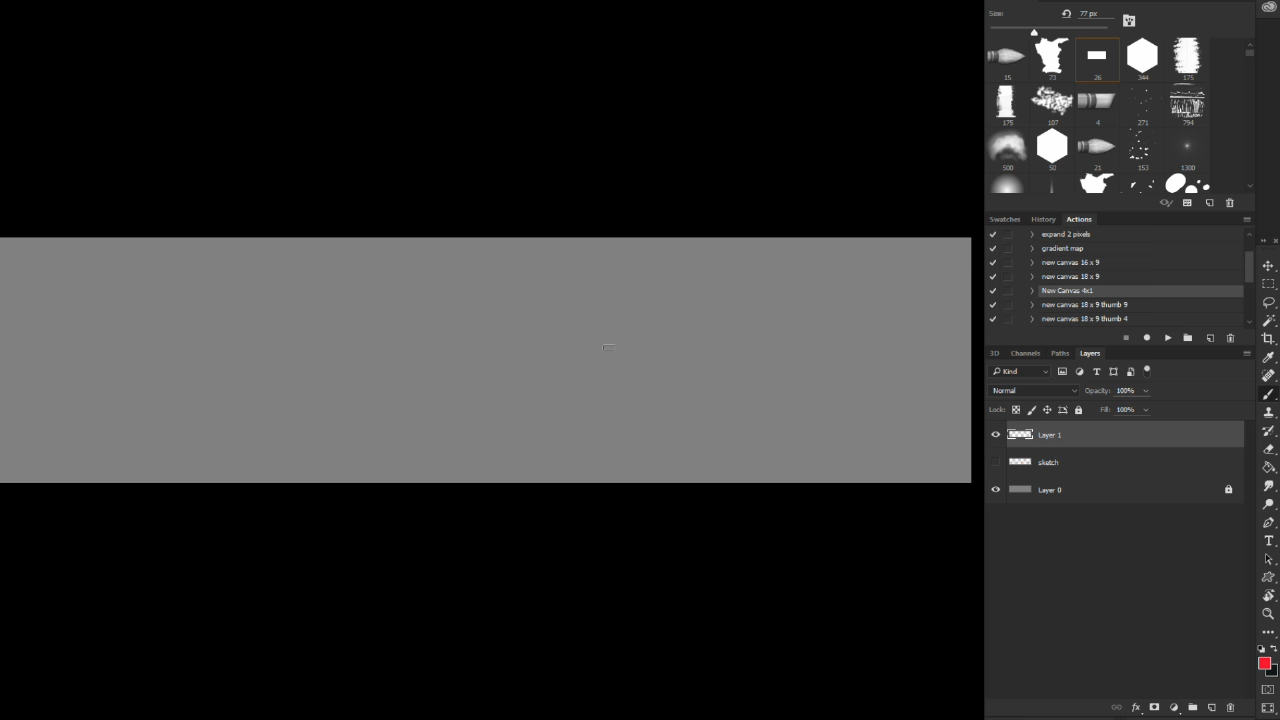 Size: 77 px
15 73 26 344 175
175 107 4 271 794
500 50 21 153 1300
Swatches History Actions
expand 2 pixels
gradient map
new canvas 16 x 9
new canvas 18 x 9
New Canvas 4x1
new canvas 18 x 9 thumb 9
new canvas 18 x 9 thumb 4
3D Channels Paths Layers
Kind
Normal Opacity: 100%
Lock: Fill: 100%
Layer 1
sketch
Layer 0
fx